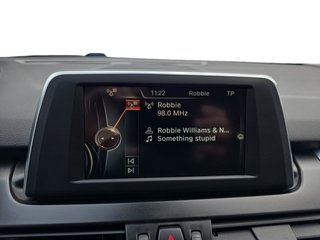 11:22 Robbie TP
Robbie
98.0 MHz
Robbie Williams & N...
Something stupid